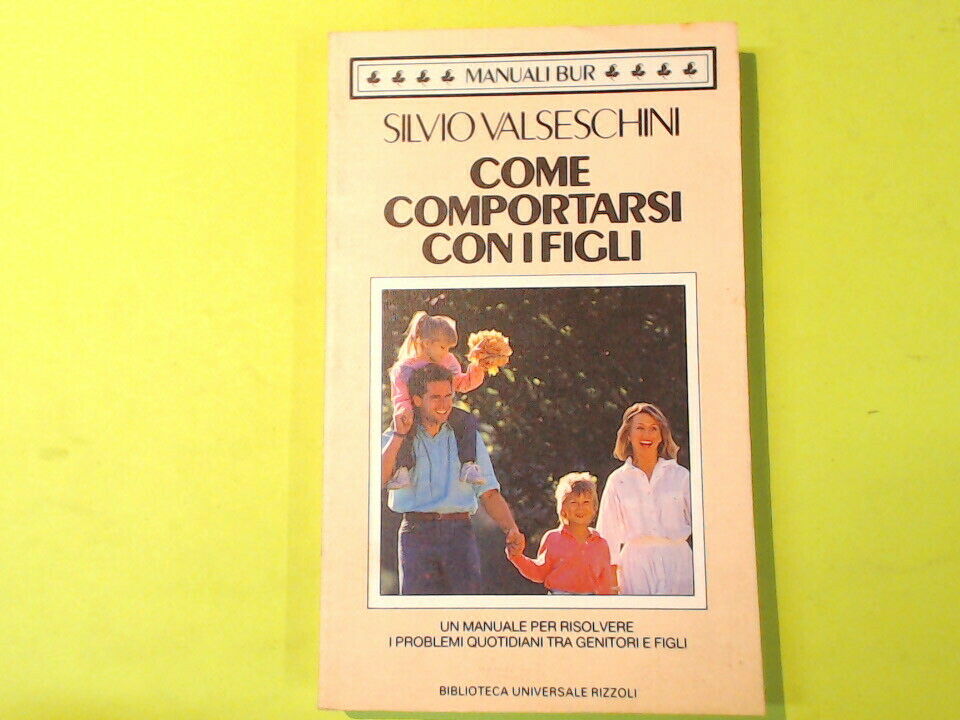 MANUALI BUR
SILVIO VALSESCHINI
COME
COMPORTARSI
CON I FIGLI
UN MANUALE PER RISOLVERE
I PROBLEMI QUOTIDIANI TRA GENITORI E FIGLI
BIBLIOTECA UNIVERSALE RIZZOLI